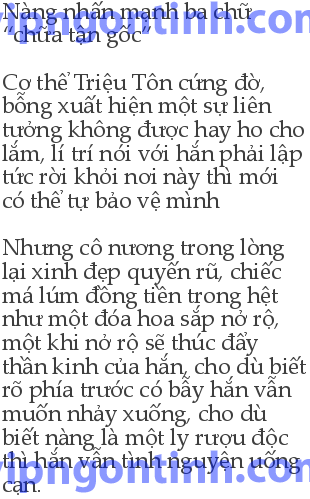 Nàng nhấn mạnh ba chữ
“chữa tận gốc”
Cơ thể Triệu Tôn cứng đờ,
bỗng xuất hiện một sự liên
tưởng không được hay ho cho
lắm, lí trí nói với hắn phải lập
tức rời khỏi nơi này thì mới
có thể tự bảo vệ mình
Nhưng cô nương trong lòng
lại xinh đẹp quyến rũ, chiếc
má lúm đồng tiền trong hệt
như một đóa hoa sắp nở rộ,
một khi nở rộ sẽ thúc đẩy
thần kinh của hắn, cho dù biết
rõ phía trước có bẫy hắn vẫn
muốn nhảy xuống, cho dù
biết nàng là một ly rượu độc
thì hắn vẫn tình nguyện uống
cạn.